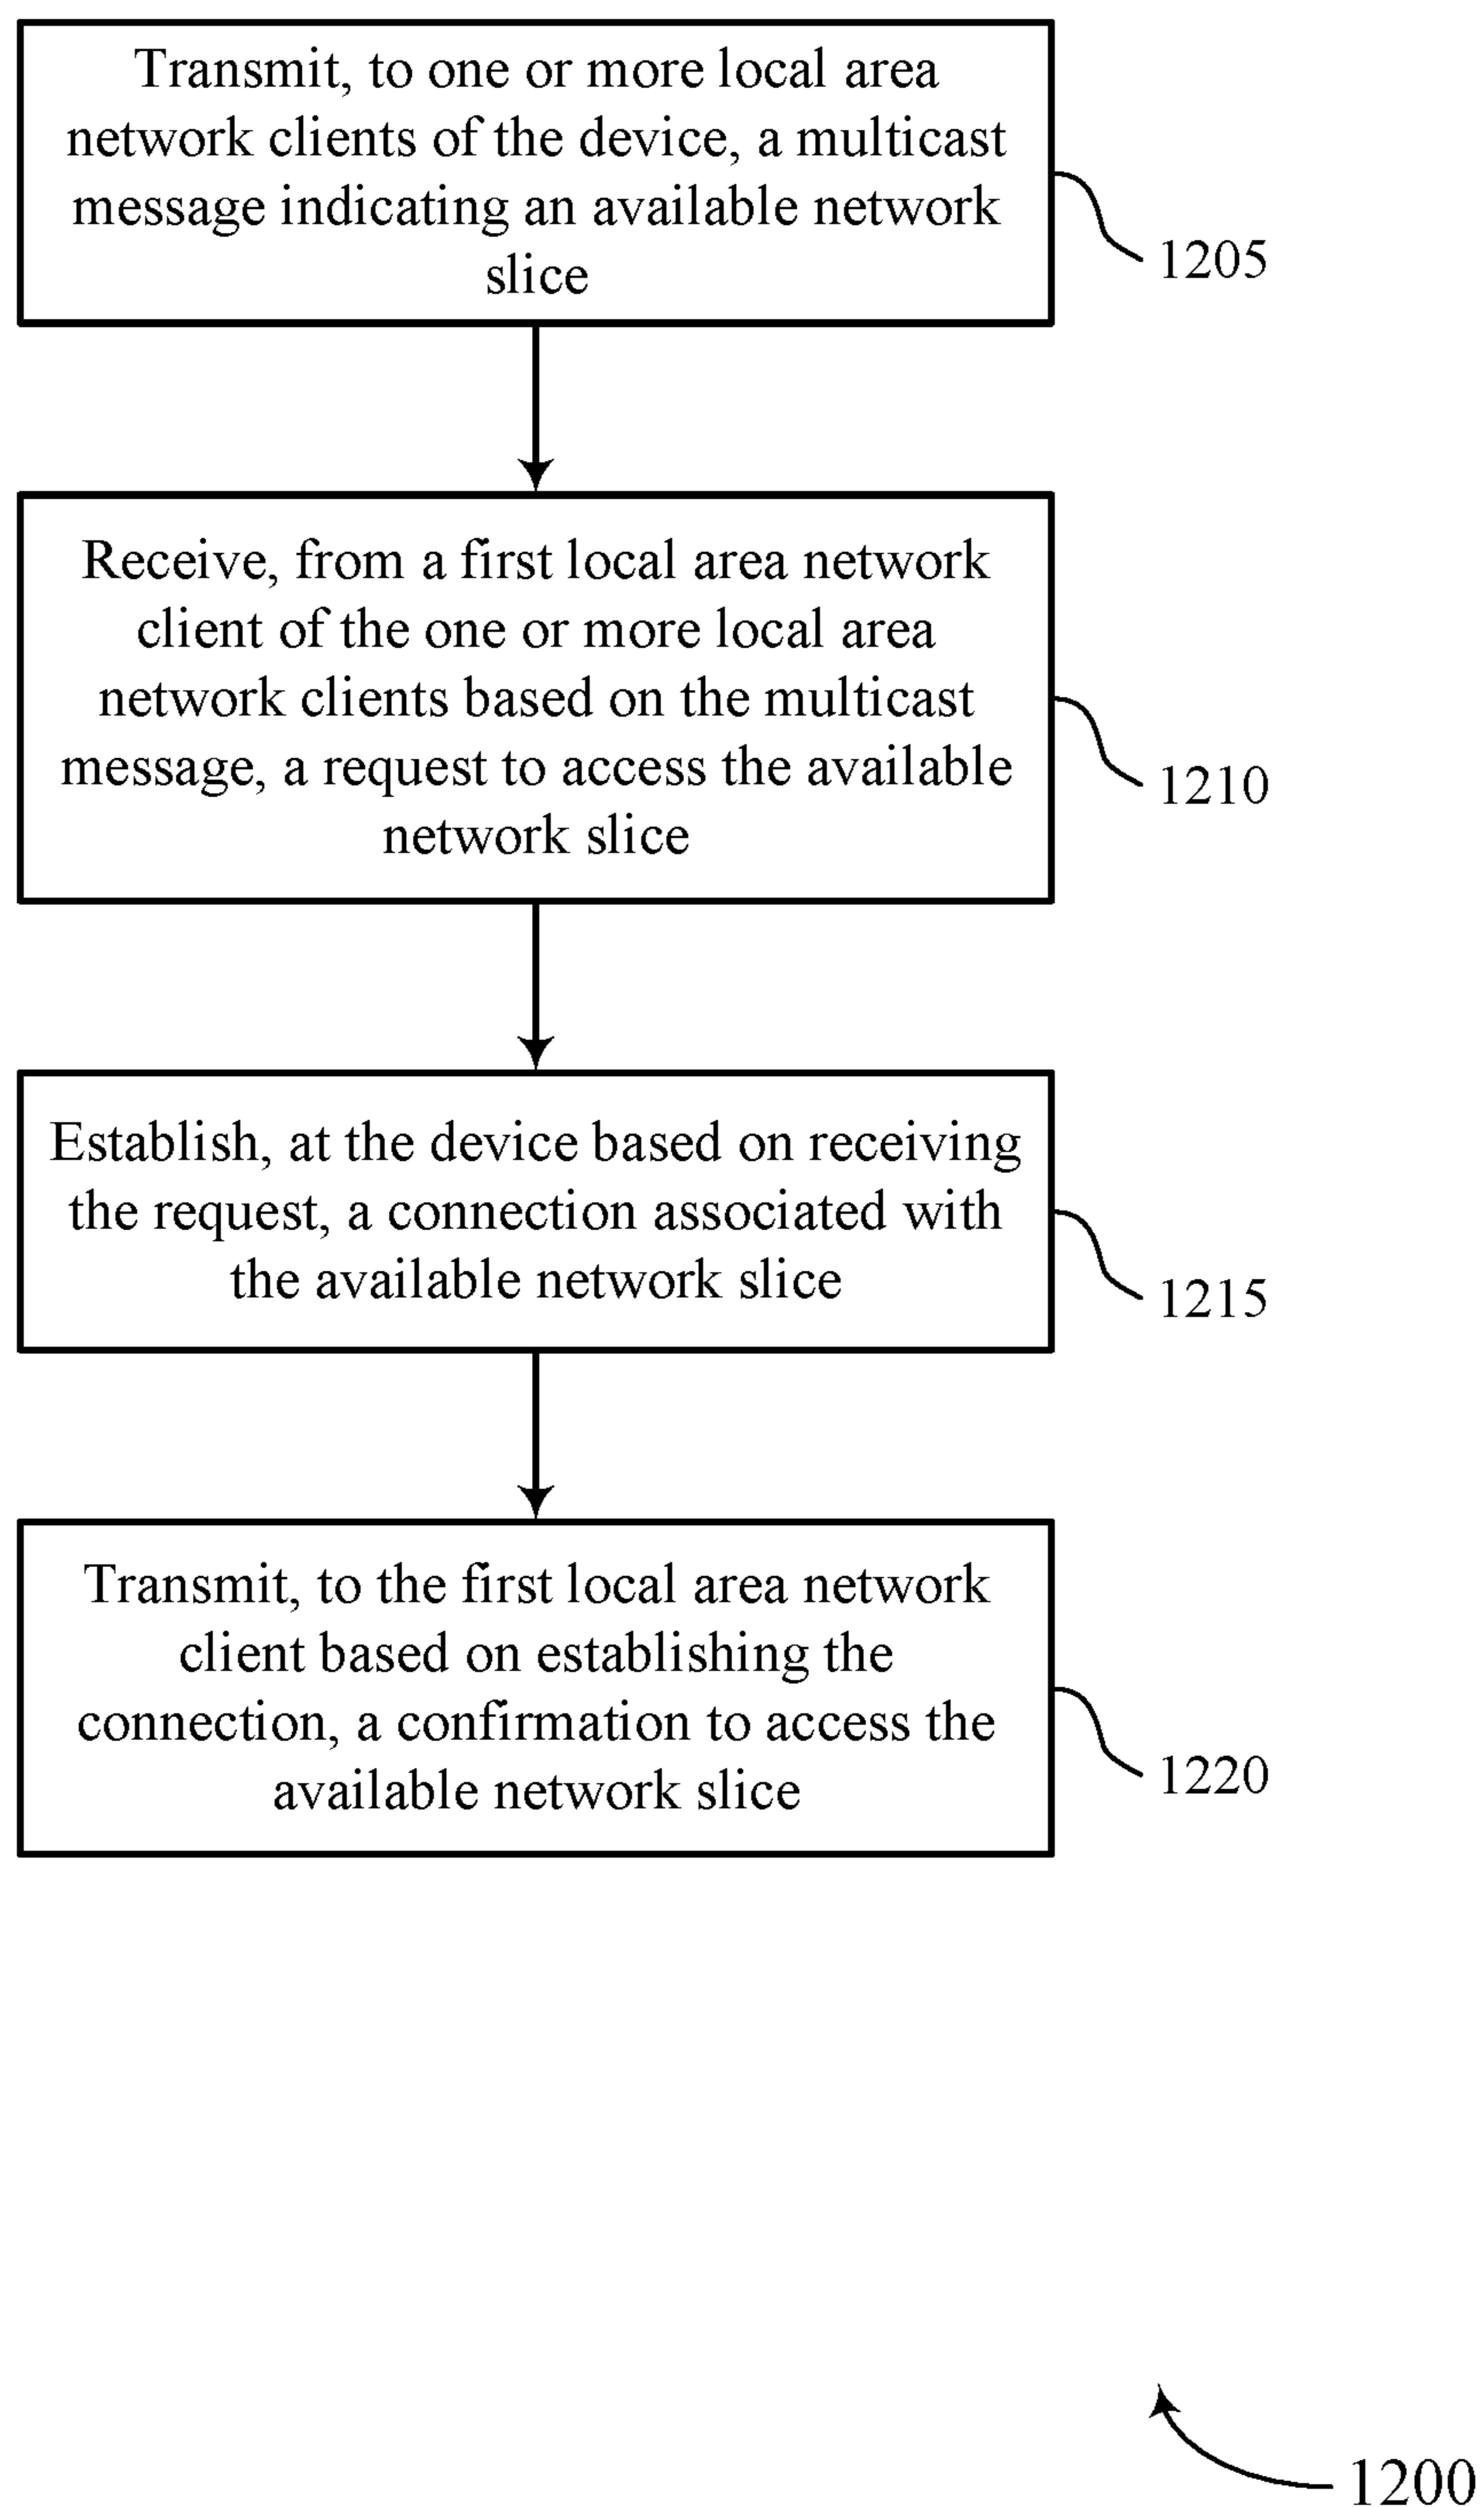 Transmit, to one or more local area
network clients of the device, a multicast
message indicating an available network
slice
1205
Receive, from a first local area network
client of the one or more local area
network clients based on the multicast
message, a request to access the available
network slice
1210
Establish, at the device based on receiving
the request, a connection associated with
the available network slice
1215
Transmit, to the first local area network
client based on establishing the
connection, a confirmation to access the
available network slice
1220
1200